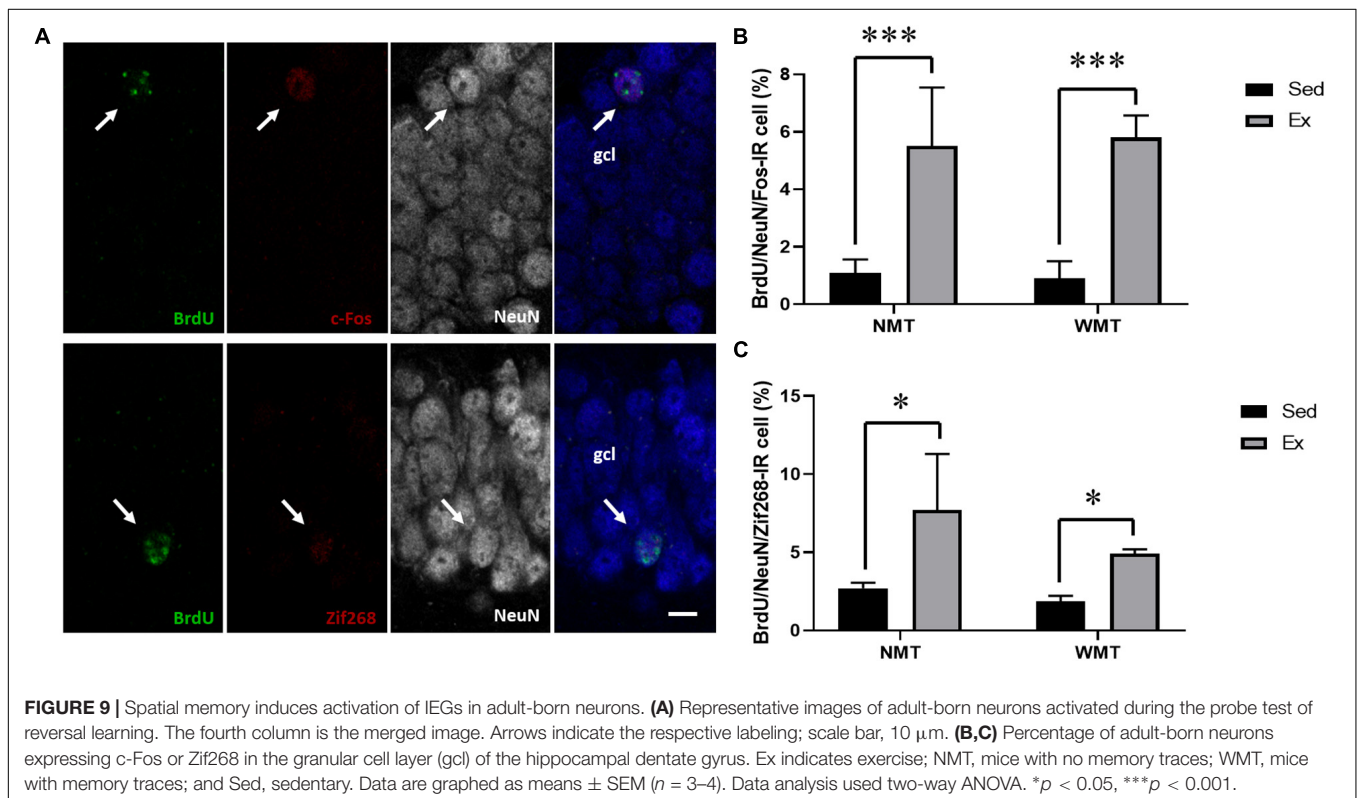 A
BrdU
c-Fos
NeuN
gcl
BrdU
Zif268
NeuN
gcl
B
BrdU/NeuN/Fos-IR cell (%)
8
6
4
2
0
***
***
NMT
WMT
Sed
Ex
C
BrdU/NeuN/Zif268-IR cell (%)
15
10
5
0
*
*
NMT
WMT
Sed
Ex
FIGURE 9 | Spatial memory induces activation of IEGs in adult-born neurons. (A) Representative images of adult-born neurons activated during the probe test of
reversal learning. The fourth column is the merged image. Arrows indicate the respective labeling; scale bar, 10 μm. (B,C) Percentage of adult-born neurons
expressing c-Fos or Zif268 in the granular cell layer (gcl) of the hippocampal dentate gyrus. Ex indicates exercise; NMT, mice with no memory traces; WMT, mice
with memory traces; and Sed, sedentary. Data are graphed as means ± SEM (n = 3–4). Data analysis used two-way ANOVA. *p < 0.05, ***p < 0.001.